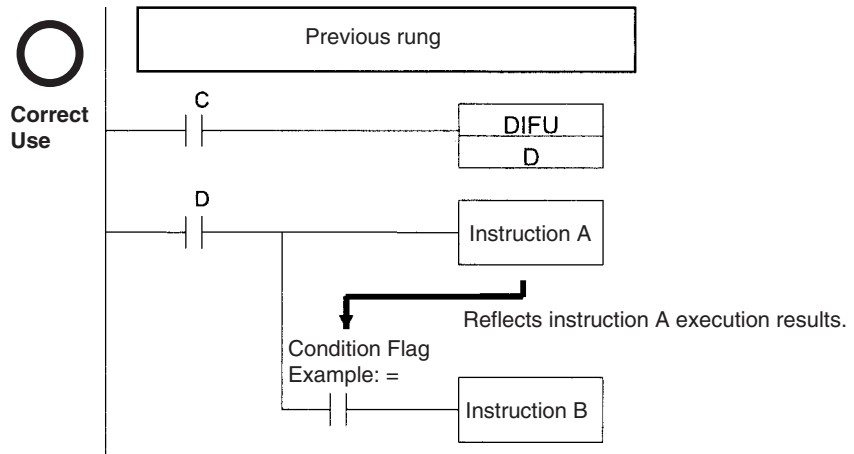 Previous rung
Correct
Use
C
DIFU
D
D
Instruction A
Reflects instruction A execution results.
Condition Flag
Example: =
Instruction B